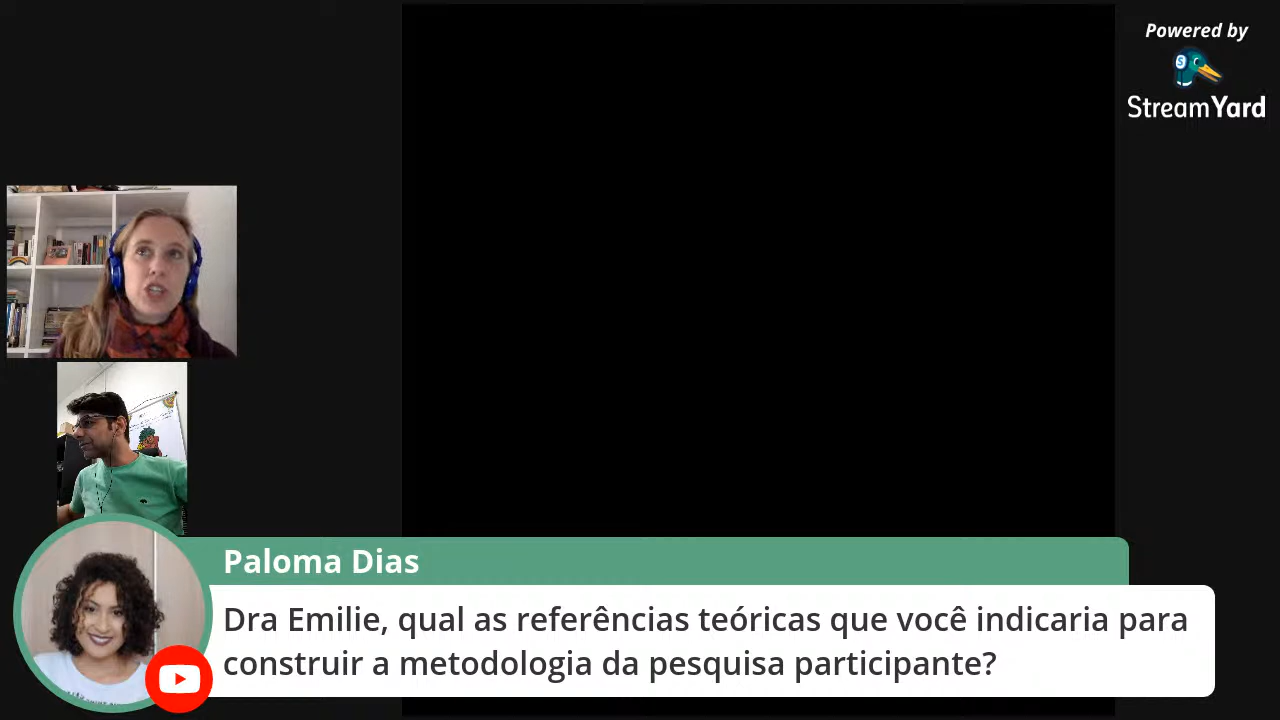 Powered by
StreamYard
Paloma Dias
Dra Emilie, qual as referências teóricas que você indicaria para
construir a metodologia da pesquisa participante?